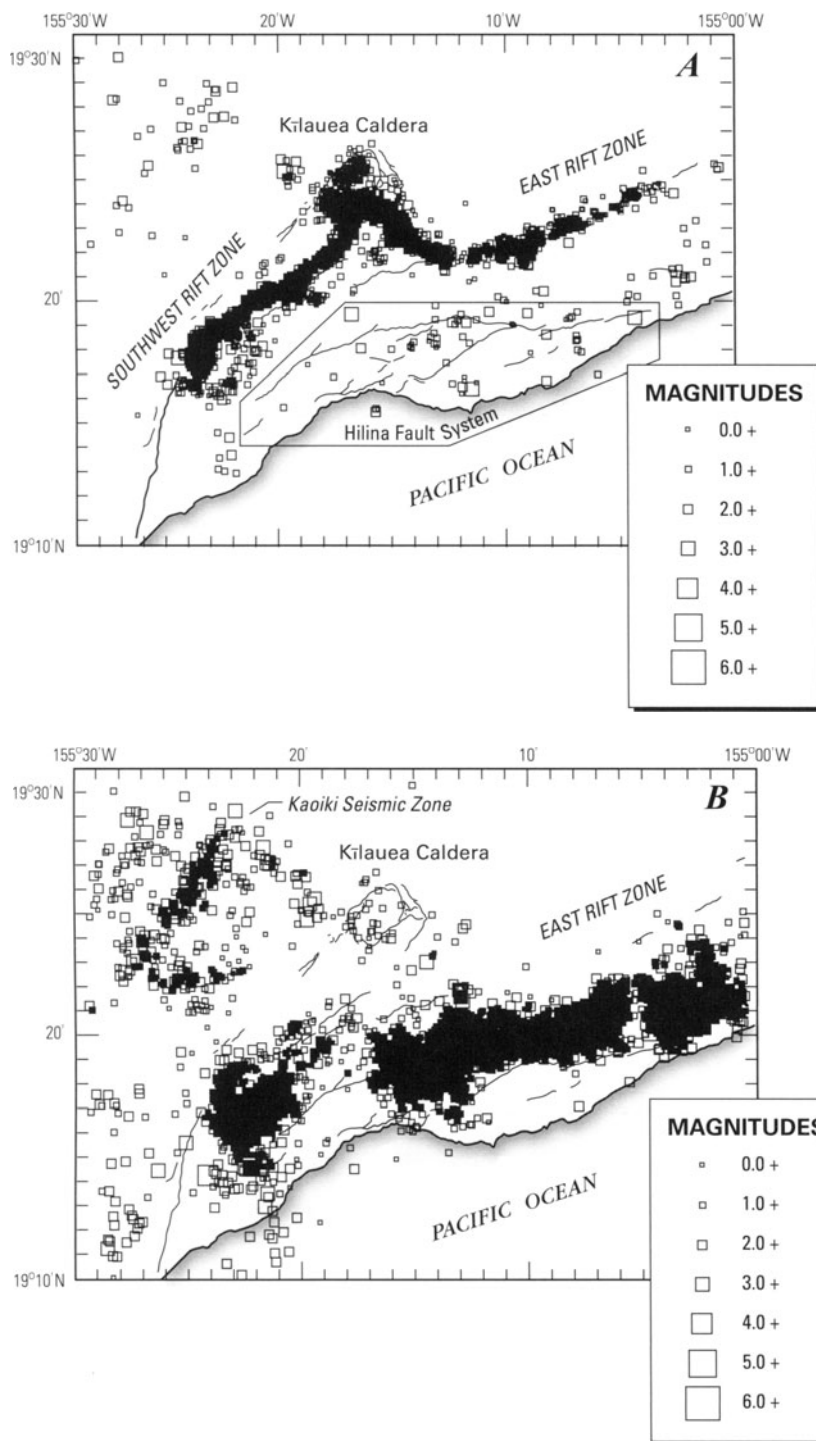 155°30'W 20' 10'W 155°00'W
19°30'
A
Kīlauea Caldera
EAST RIFT ZONE
20'
SOUTHWEST RIFT ZONE
Hilina Fault System
PACIFIC OCEAN
19°10'N
MAGNITUDES
0.0 +
1.0 +
2.0 +
3.0 +
4.0 +
5.0 +
6.0 +
155°30'W 20' 10' 155°00'W
19°30'
B
Kaoiki Seismic Zone
Kīlauea Caldera
EAST RIFT ZONE
20'
PACIFIC OCEAN
19°10'N
MAGNITUDES
0.0 +
1.0 +
2.0 +
3.0 +
4.0 +
5.0 +
6.0 +